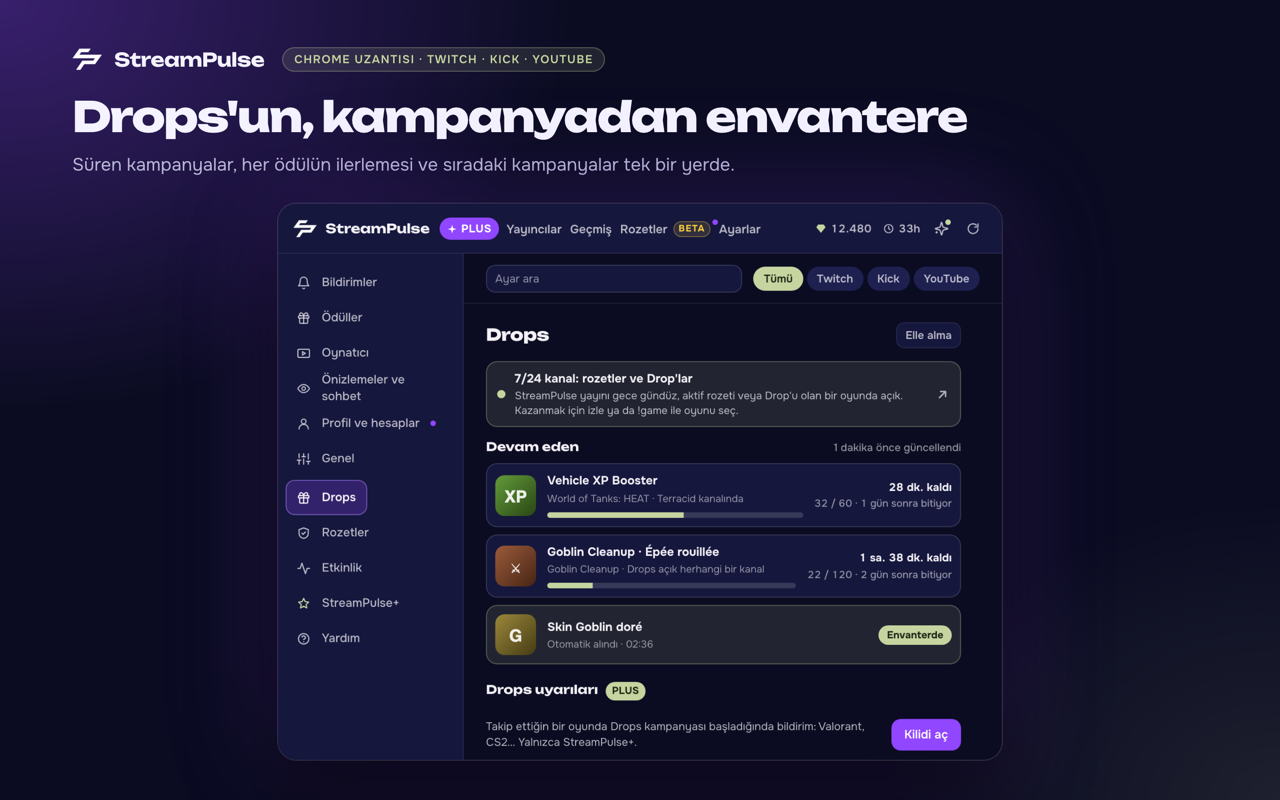 StreamPulse
CHROME UZANTISI · TWITCH · KICK · YOUTUBE
Drops'un, kampanyadan envantere
Süren kampanyalar, her ödülün ilerlemesi ve sıradaki kampanyalar tek bir yerde.
StreamPulse
+ PLUS
Yayıncılar
Geçmiş
Rozetler
BETA
Ayarlar
12.480
33h
Bildirimler
Ödüller
Oynatıcı
Önizlemeler ve
sohbet
Profil ve hesaplar
Genel
Drops
Rozetler
Etkinlik
StreamPulse+
Yardım
Ayar ara
Tümü
Twitch
Kick
YouTube
Drops
Elle alma
7/24 kanal: rozetler ve Drop'lar
StreamPulse yayını gece gündüz, aktif rozeti veya Drop'u olan bir oyunda açık.
Kazanmak için izle ya da !game ile oyunu seç.
Devam eden
1 dakika önce güncellendi
XP
Vehicle XP Booster
World of Tanks: HEAT · Terracid kanalında
28 dk. kaldı
32 / 60 · 1 gün sonra bitiyor
Goblin Cleanup · Épée rouillée
Goblin Cleanup · Drops açık herhangi bir kanal
1 sa. 38 dk. kaldı
22 / 120 · 2 gün sonra bitiyor
G
Skin Goblin doré
Otomatik alındı · 02:36
Envanterde
Drops uyarıları
PLUS
Takip ettiğin bir oyunda Drops kampanyası başladığında bildirim: Valorant,
CS2... Yalnızca StreamPulse+.
Kilidi aç